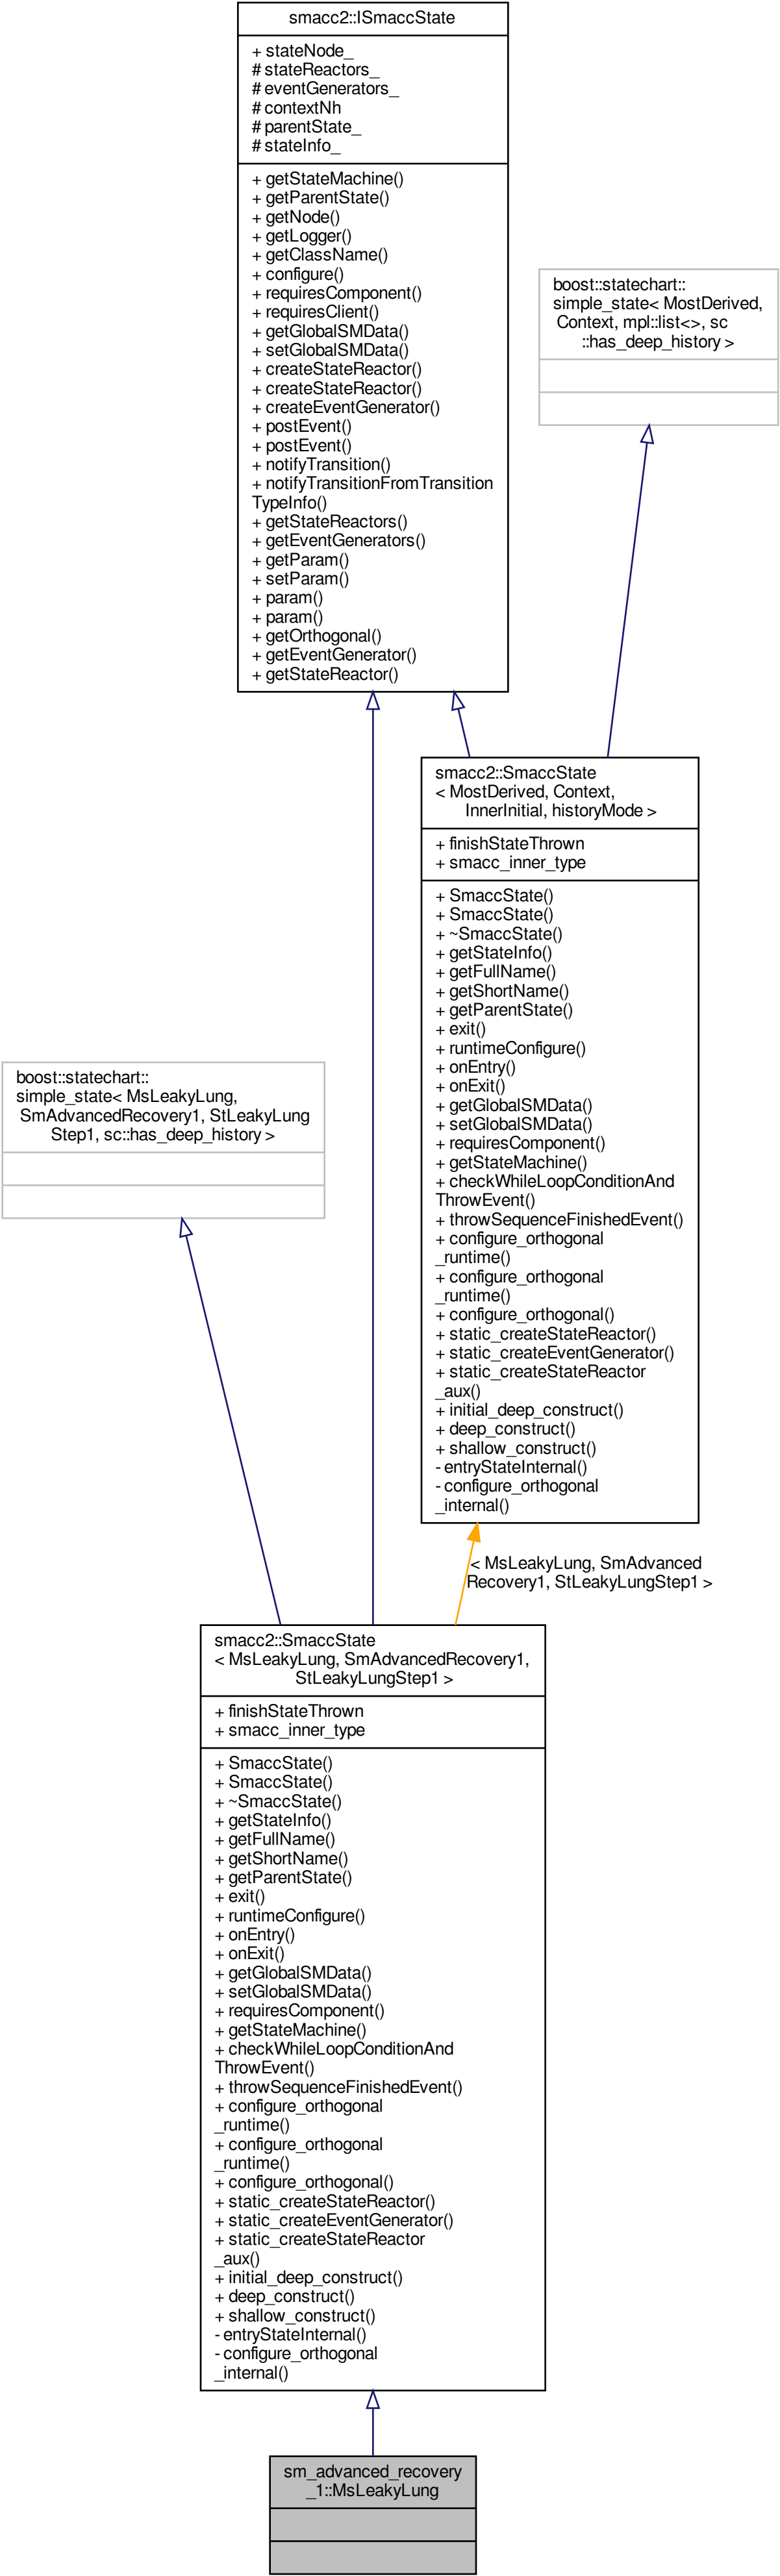 smacc2::ISmaccState
+ stateNode_
# stateReactors_
# eventGenerators_
# contextNh
# parentState_
# stateInfo_
+ getStateMachine()
+ getParentState()
+ getNode()
+ getLogger()
+ getClassName()
+ configure()
+ requiresComponent()
+ requiresClient()
+ getGlobalSMData()
+ setGlobalSMData()
+ createStateReactor()
+ createStateReactor()
+ createEventGenerator()
+ postEvent()
+ postEvent()
+ notifyTransition()
+ notifyTransitionFromTransition
TypeInfo()
+ getStateReactors()
+ getEventGenerators()
+ getParam()
+ setParam()
+ param()
+ param()
+ getOrthogonal()
+ getEventGenerator()
+ getStateReactor()
boost::statechart::
simple_state< MostDerived,
Context, mpl::list<>, sc
::has_deep_history >
smacc2::SmaccState
< MostDerived, Context,
InnerInitial, historyMode >
+ finishStateThrown
+ smacc_inner_type
+ SmaccState()
+ SmaccState()
+ ~SmaccState()
+ getStateInfo()
+ getFullName()
+ getShortName()
+ getParentState()
+ exit()
+ runtimeConfigure()
+ onEntry()
+ onExit()
+ getGlobalSMData()
+ setGlobalSMData()
+ requiresComponent()
+ getStateMachine()
+ checkWhileLoopConditionAnd
ThrowEvent()
+ throwSequenceFinishedEvent()
+ configure_orthogonal
_runtime()
+ configure_orthogonal
_runtime()
+ configure_orthogonal()
+ static_createStateReactor()
+ static_createEventGenerator()
+ static_createStateReactor
_aux()
+ initial_deep_construct()
+ deep_construct()
+ shallow_construct()
- entryStateInternal()
- configure_orthogonal
_internal()
boost::statechart::
simple_state< MsLeakyLung,
SmAdvancedRecovery1, StLeakyLung
Step1, sc::has_deep_history >
< MsLeakyLung, SmAdvanced
Recovery1, StLeakyLungStep1 >
smacc2::SmaccState
< MsLeakyLung, SmAdvancedRecovery1,
StLeakyLungStep1 >
+ finishStateThrown
+ smacc_inner_type
+ SmaccState()
+ SmaccState()
+ ~SmaccState()
+ getStateInfo()
+ getFullName()
+ getShortName()
+ getParentState()
+ exit()
+ runtimeConfigure()
+ onEntry()
+ onExit()
+ getGlobalSMData()
+ setGlobalSMData()
+ requiresComponent()
+ getStateMachine()
+ checkWhileLoopConditionAnd
ThrowEvent()
+ throwSequenceFinishedEvent()
+ configure_orthogonal
_runtime()
+ configure_orthogonal
_runtime()
+ configure_orthogonal()
+ static_createStateReactor()
+ static_createEventGenerator()
+ static_createStateReactor
_aux()
+ initial_deep_construct()
+ deep_construct()
+ shallow_construct()
- entryStateInternal()
- configure_orthogonal
_internal()
sm_advanced_recovery
_1::MsLeakyLung